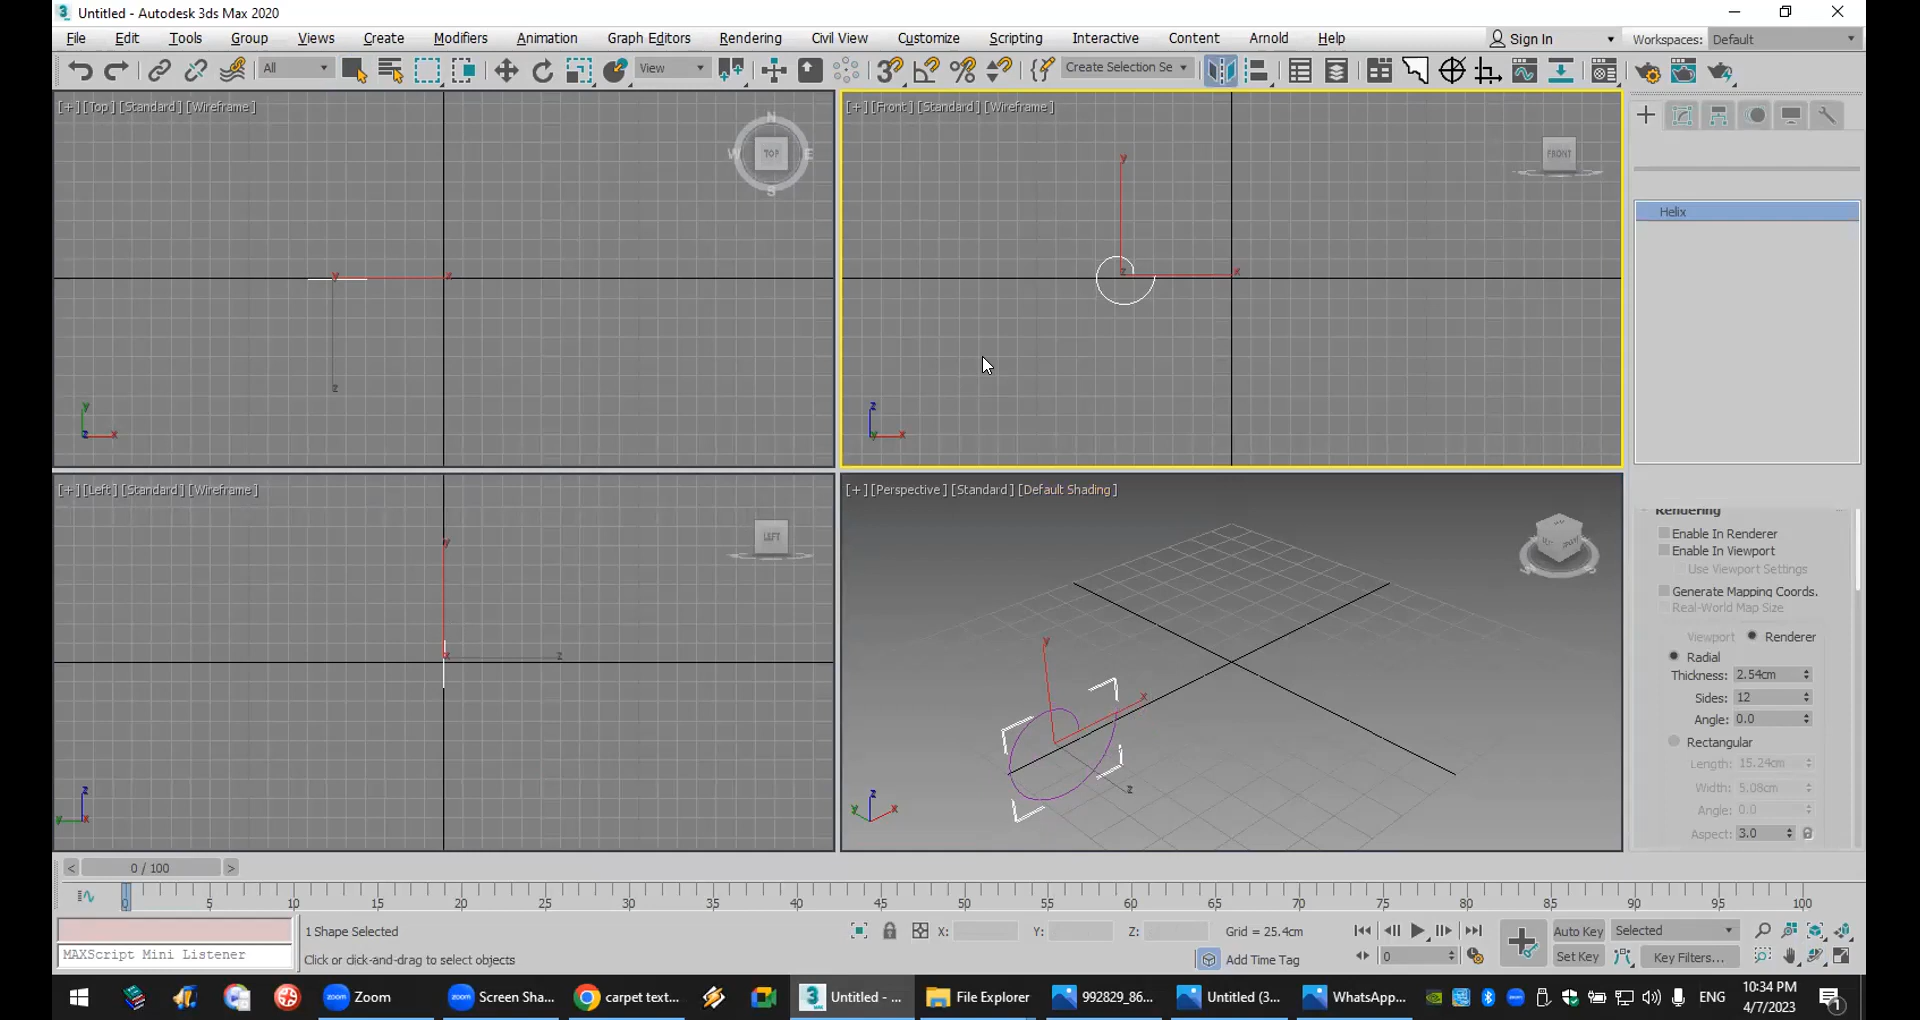 Untitled - Autodesk 3ds Max 2020
File Edit Tools Group Views Create Modifiers Animation Graph Editors Rendering Civil View Customize Scripting Interactive Content Arnold Help Sign In Workspaces: Default
All View Create Selection Se
[+][Top][Standard][Wireframe]
N
W TOP E
S
y x
z
y
z x
[+][Front][Standard][Wireframe]
FRONT
y
z x
z
y x
Helix
[+][Left][Standard][Wireframe]
LEFT
y
x z
z
y x
[+][Perspective][Standard][Default Shading]
y
x
z
z
y x
Rendering
Enable In Renderer
Enable In Viewport
Use Viewport Settings
Generate Mapping Coords.
Real-World Map Size
Viewport Renderer
Radial
Thickness: 2.54cm
Sides: 12
Angle: 0.0
Rectangular
Length: 15.24cm
Width: 5.08cm
Angle: 0.0
Aspect: 3.0
< 0 / 100 >
0 5 10 15 20 25 30 35 40 45 50 55 60 65 70 75 80 85 90 95 100
1 Shape Selected X: Y: Z: Grid = 25.4cm Auto Key Selected
MAXScript Mini Listener Click or click-and-drag to select objects Add Time Tag 0 Set Key Key Filters...
Zoom Screen Sha... carpet text... Untitled - ... File Explorer 992829_86... Untitled (3... WhatsApp... ENG 10:34 PM
4/7/2023
1